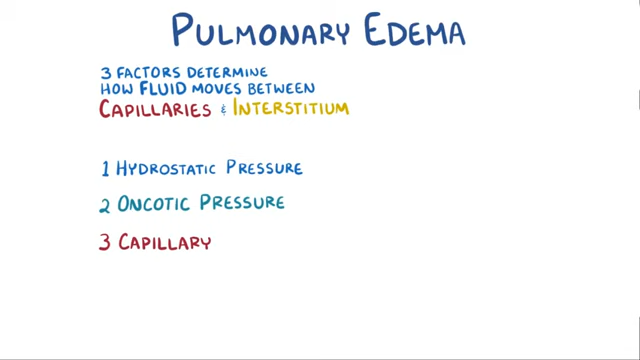 PULMONARY EDEMA
3 FACTORS DETERMINE
HOW FLUID MOVES BETWEEN
CAPILLARIES & INTERSTITIUM
1 HYDROSTATIC PRESSURE
2 ONCOTIC PRESSURE
3 CAPILLARY